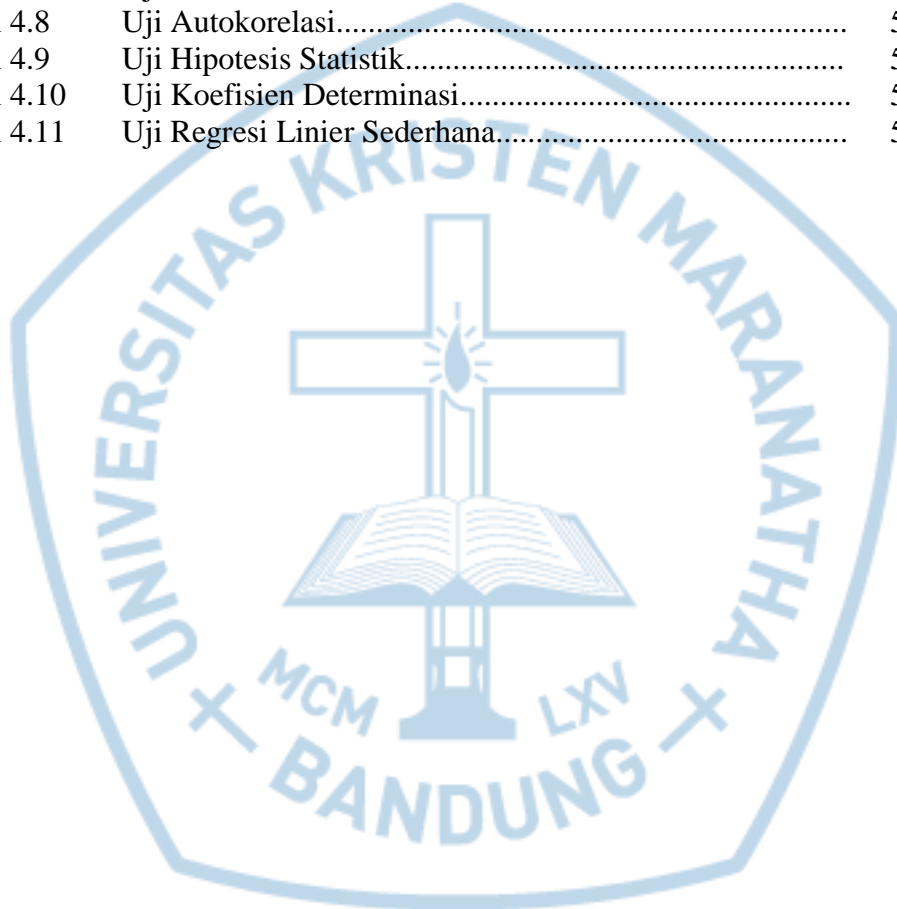 4.8 Uji Autokorelasi.............................................................. 5
4.9 Uji Hipotesis Statistik..................................................... 5
4.10 Uji Koefisien Determinasi............................................... 5
4.11 Uji Regresi Linier Sederhana.......................................... 5
UNIVERSITAS KRISTEN MARANATHA
MCM LXV
BANDUNG